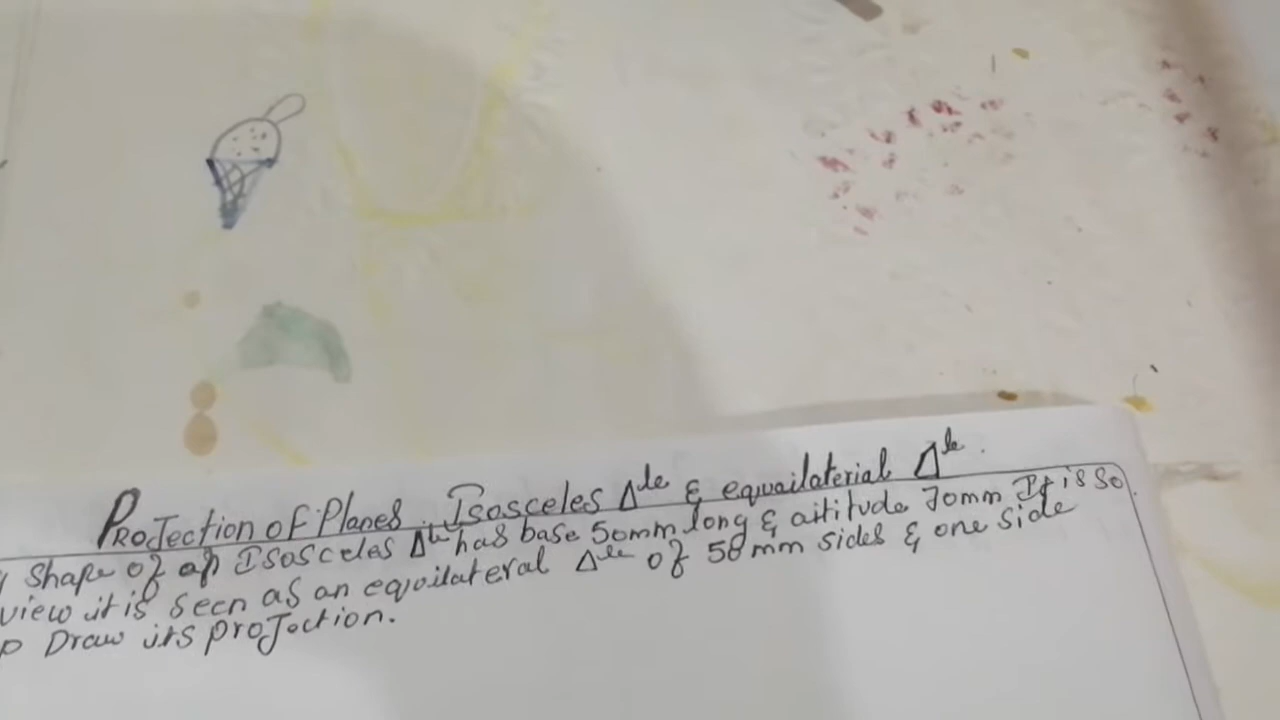 Projection of Planes. Isosceles Δle & equailaterial Δle.
shape of an Isosceles Δle has base 50mm long & altitude 70mm It is so
view it is seen as an equilateral Δle of 50mm sides & one side
P Draw its projection.